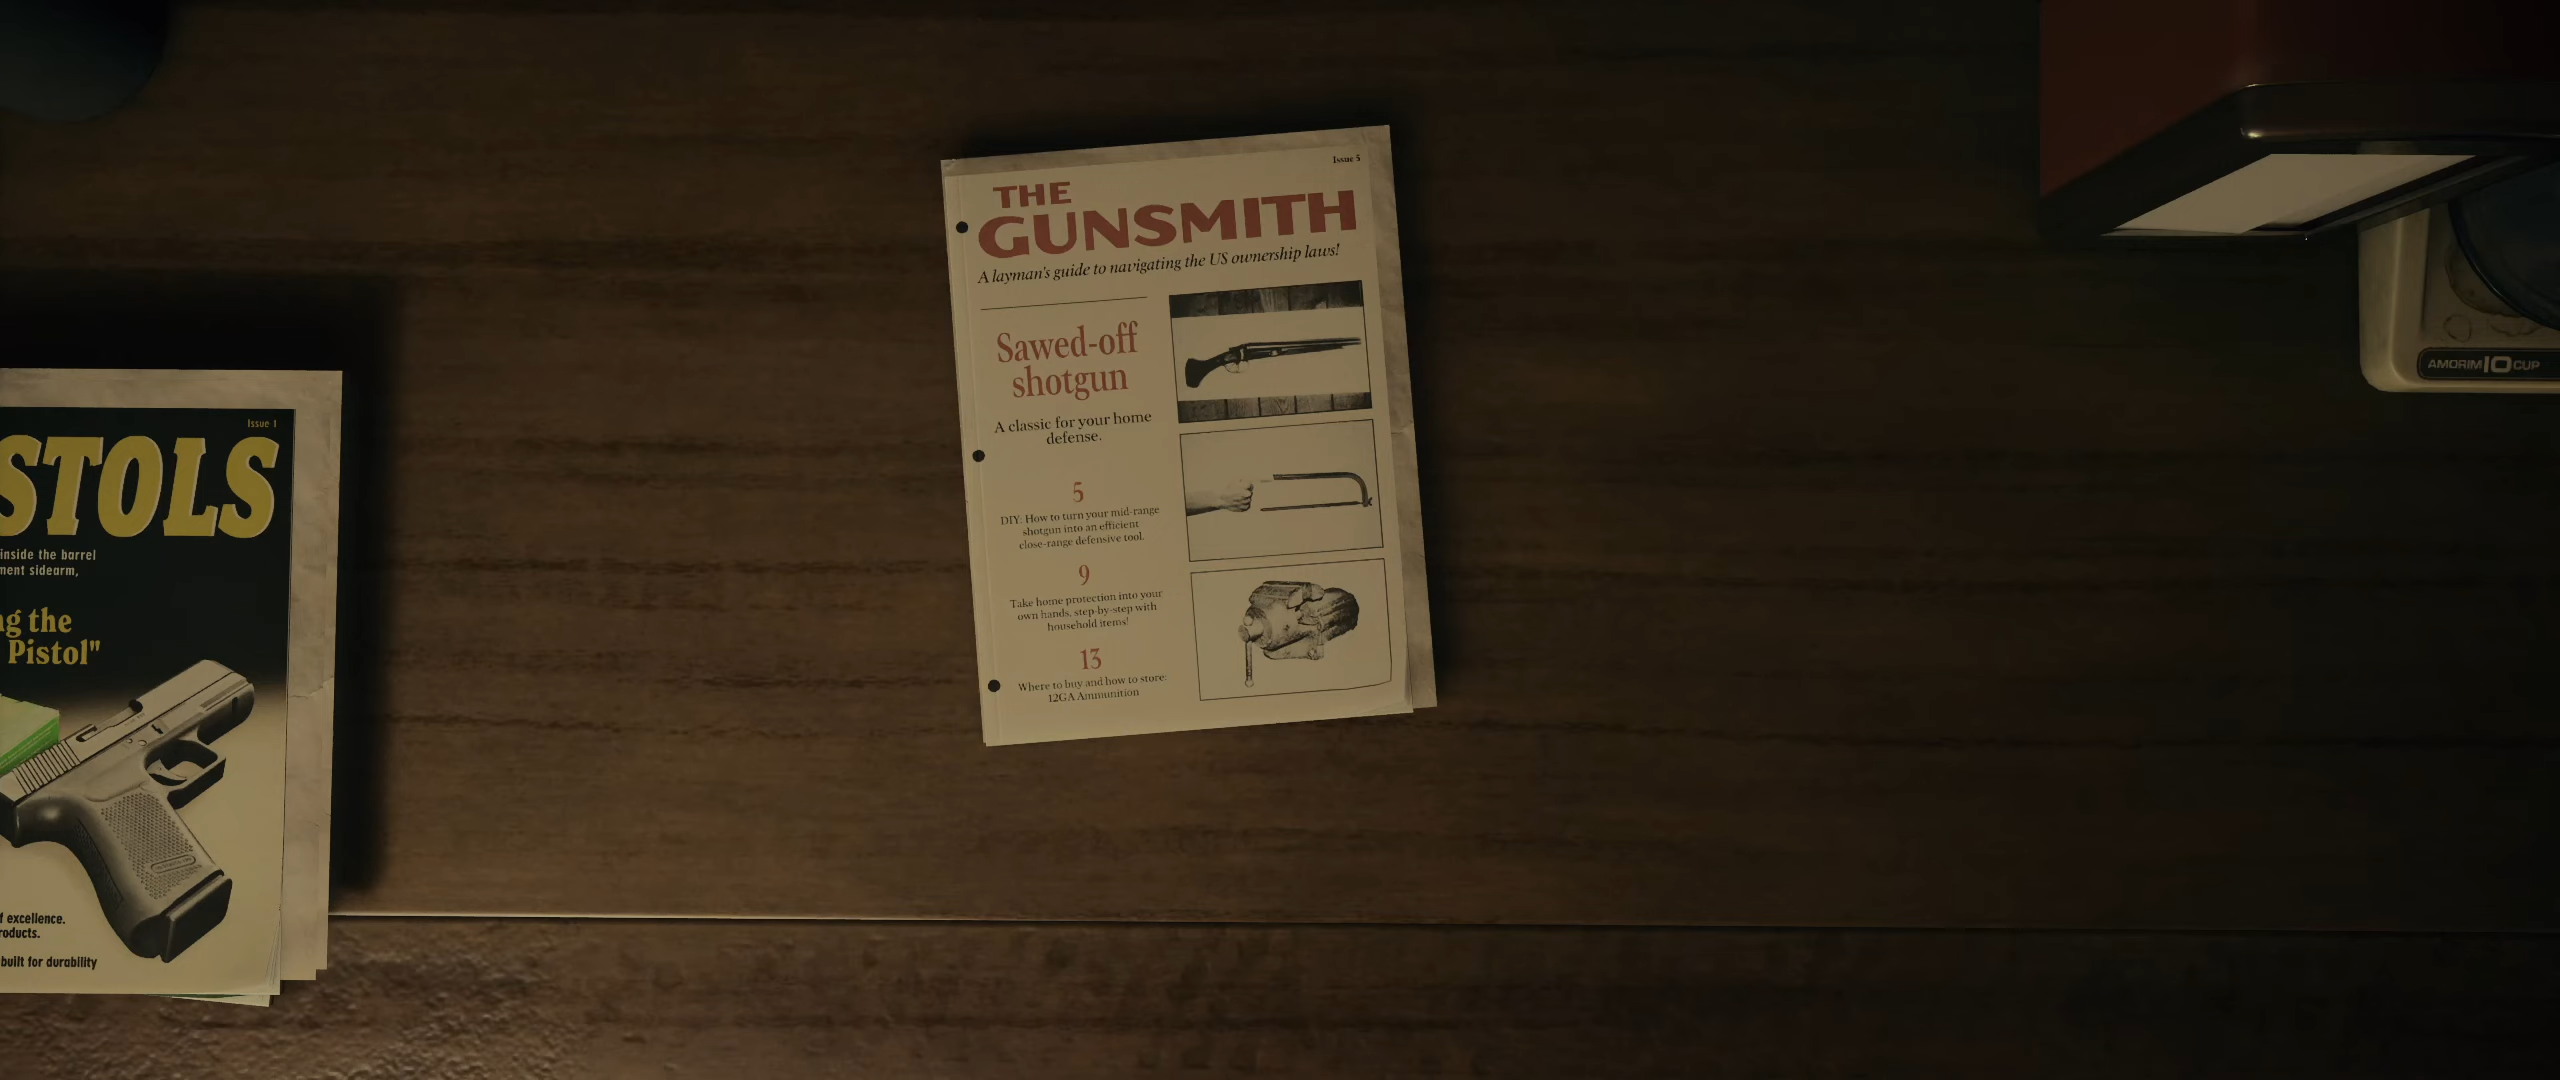 Issue 5
THE
GUNSMITH
A layman's guide to navigating the US ownership laws!
Sawed-off
shotgun
A classic for your home
defense.
5
DIY: How to turn your mid-range
shotgun into an efficient
close-range defensive tool.
9
Take home protection into your
own hands, step-by-step with
household items!
13
Where to buy and how to store:
12GA Ammunition
Issue 1
STOLS
inside the barrel
ment sidearm,
ng the
Pistol"
f excellence.
roducts.
built for durability
AMORIM 10 CUP